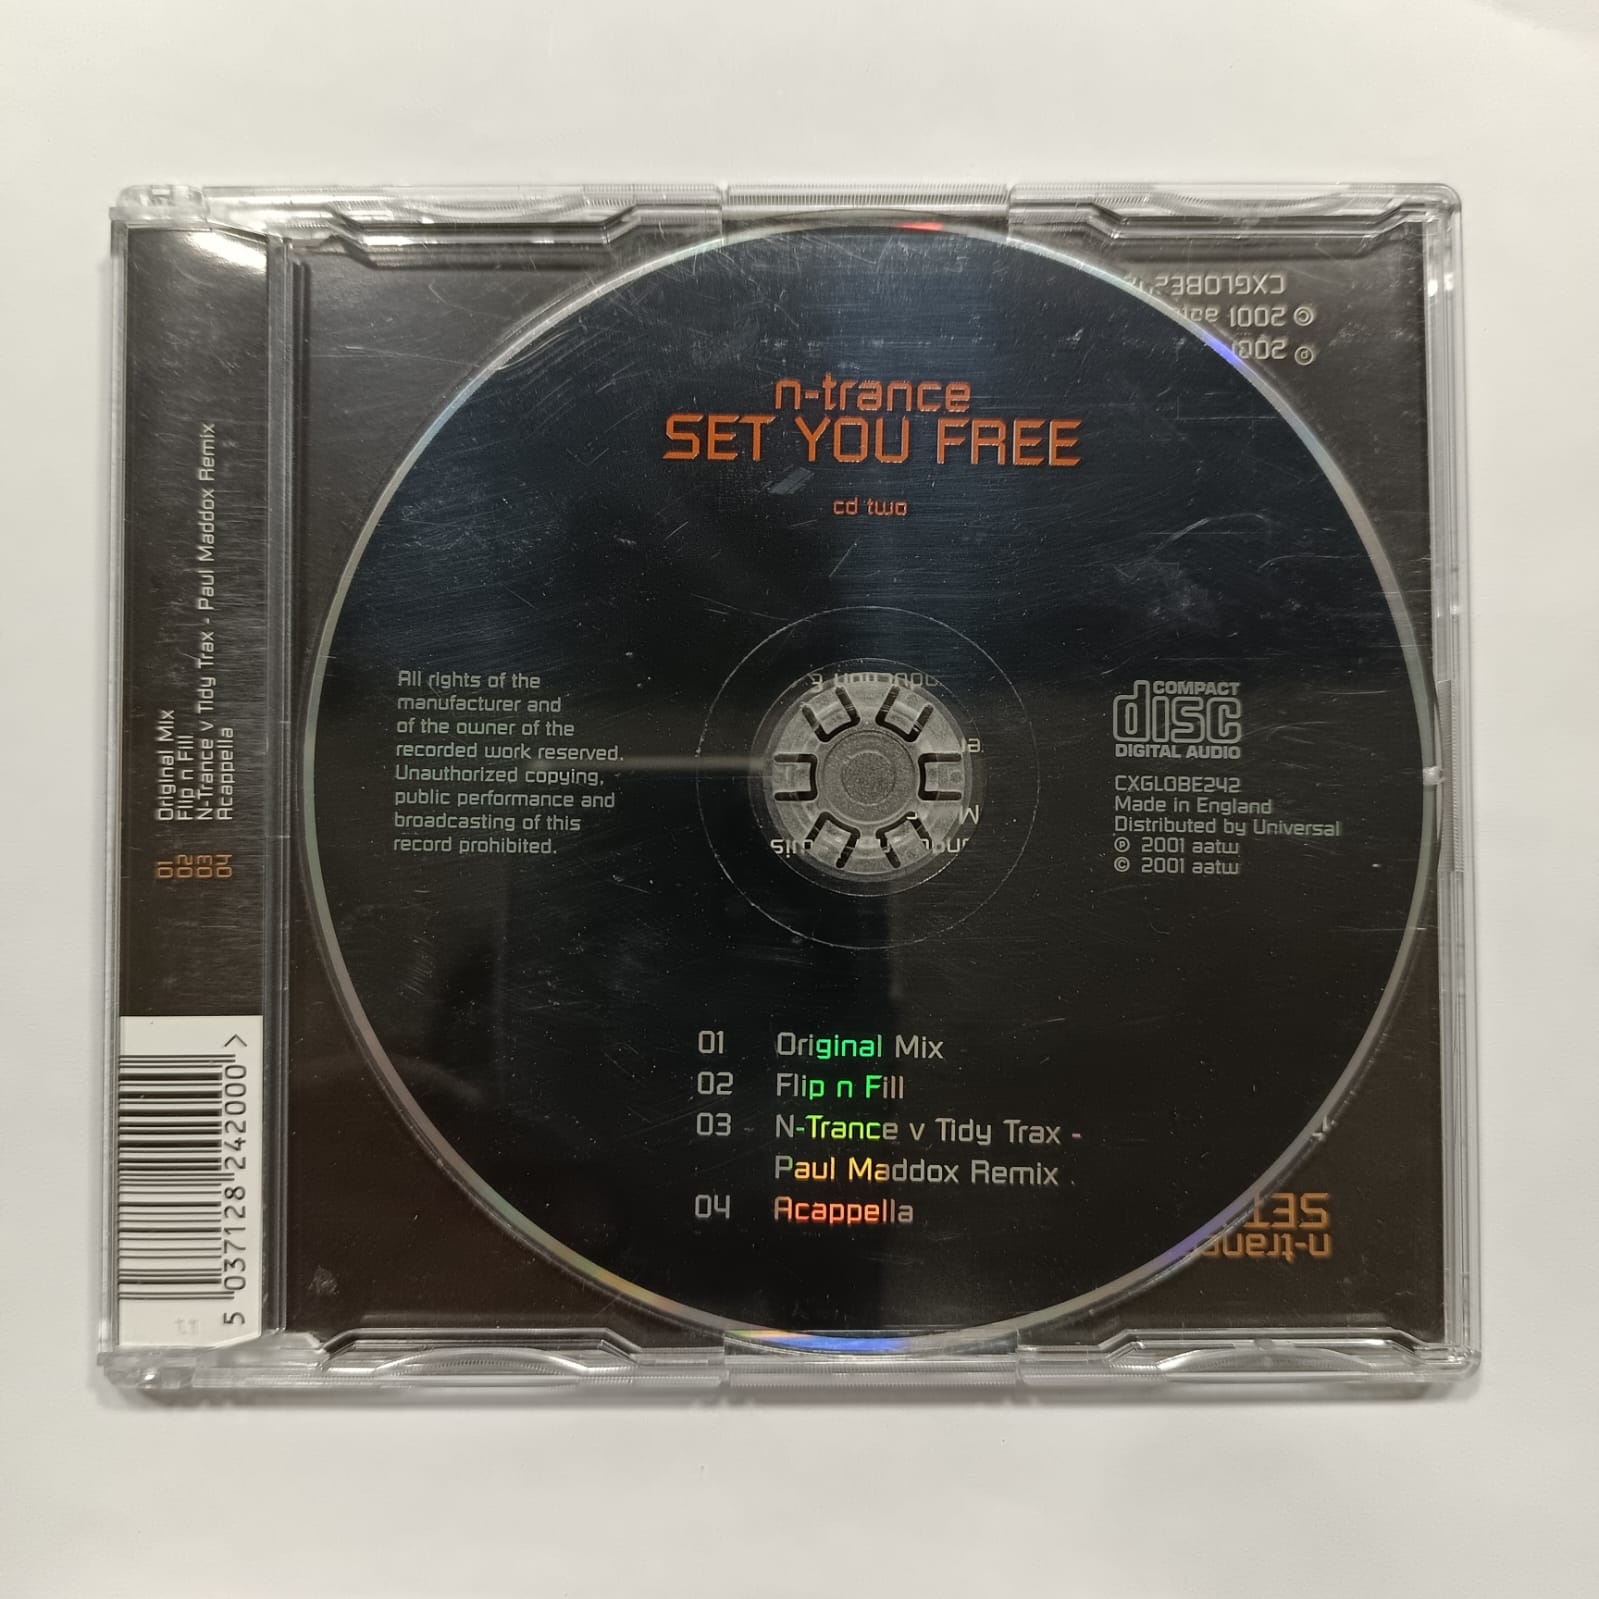 01 Original Mix
02 Flip n Fill
03 N-Trance v Tidy Trax - Paul Maddox Remix
04 Acappella
5 037128 242000 >
n-trance
SET YOU FREE
cd two
All rights of the
manufacturer and
of the owner of the
recorded work reserved.
Unauthorized copying,
public performance and
broadcasting of this
record prohibited.
COMPACT
disc
DIGITAL AUDIO
CXGLOBE242
Made in England
Distributed by Universal
℗ 2001 aatw
© 2001 aatw
01 Original Mix
02 Flip n Fill
03 N-Trance v Tidy Trax -
Paul Maddox Remix
04 Acappella
© 2001
SET